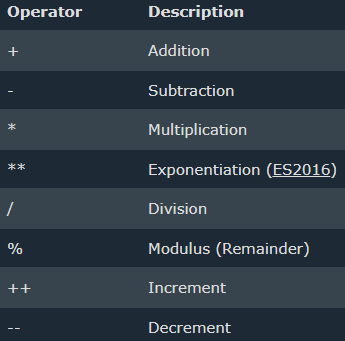 Operator Description
+ Addition
- Subtraction
* Multiplication
** Exponentiation (ES2016)
/ Division
% Modulus (Remainder)
++ Increment
-- Decrement